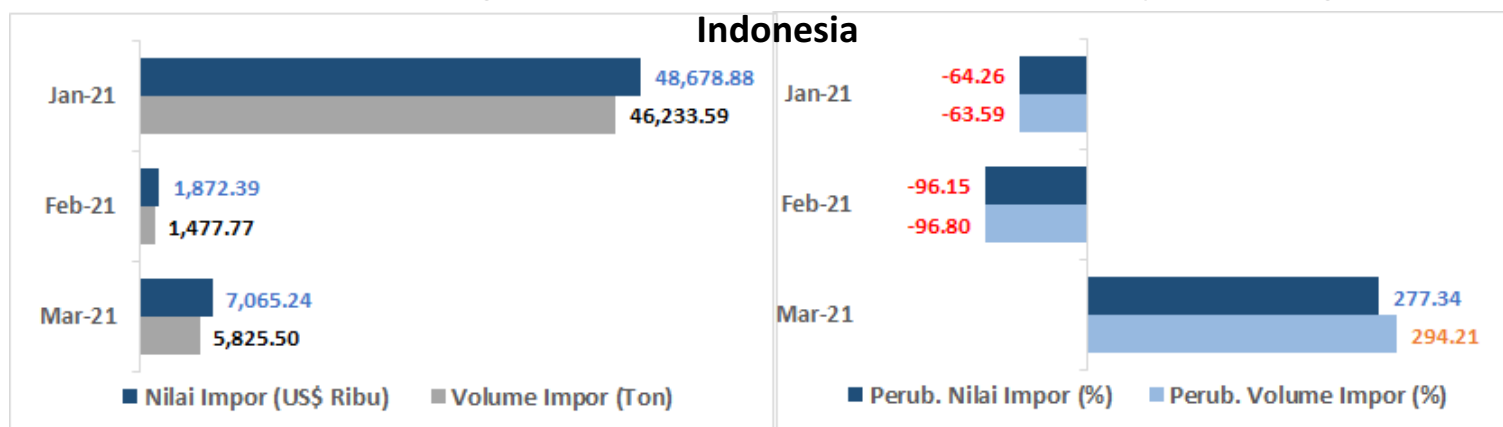 Indonesia
Jan-21
48,678.88
46,233.59
Feb-21
1,872.39
1,477.77
Mar-21
7,065.24
5,825.50
Nilai Impor (US$ Ribu) Volume Impor (Ton)
Jan-21
-64.26
-63.59
Feb-21
-96.15
-96.80
Mar-21
277.34
294.21
Perub. Nilai Impor (%) Perub. Volume Impor (%)